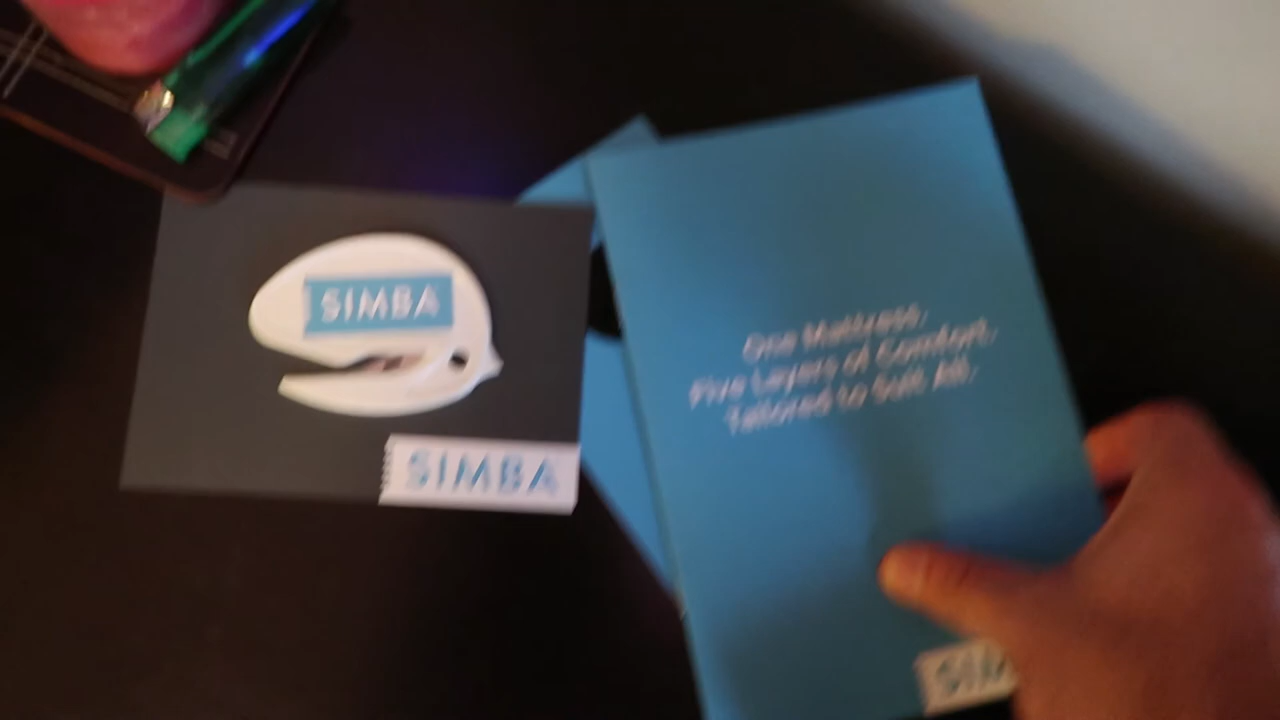 SIMBA
SIMBA
One Mattress.
Five Layers of Comfort.
Tailored to Suit All.